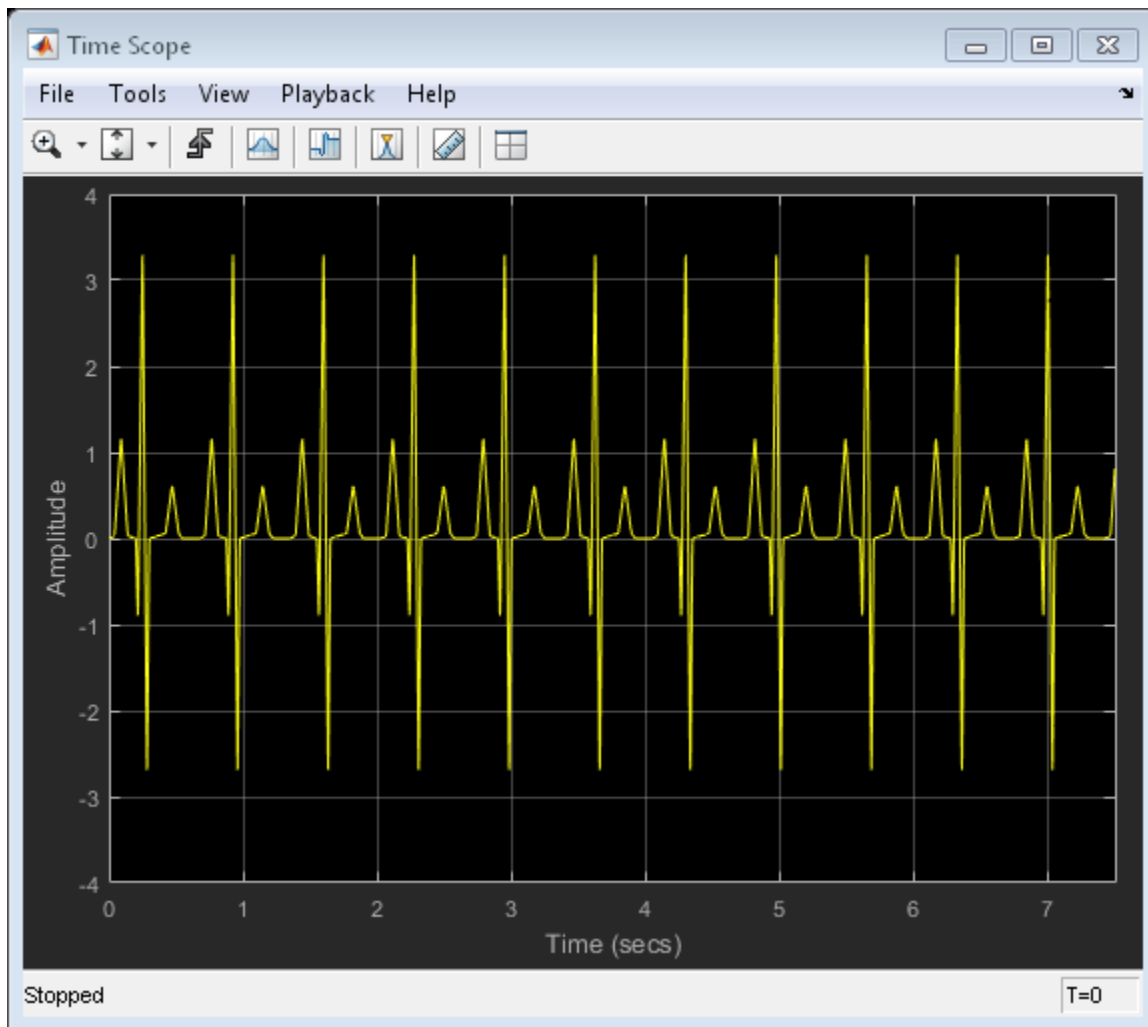 Time Scope
File Tools View Playback Help
4
3
2
1
0
-1
-2
-3
-4
Amplitude
0 1 2 3 4 5 6 7
Time (secs)
Stopped T=0